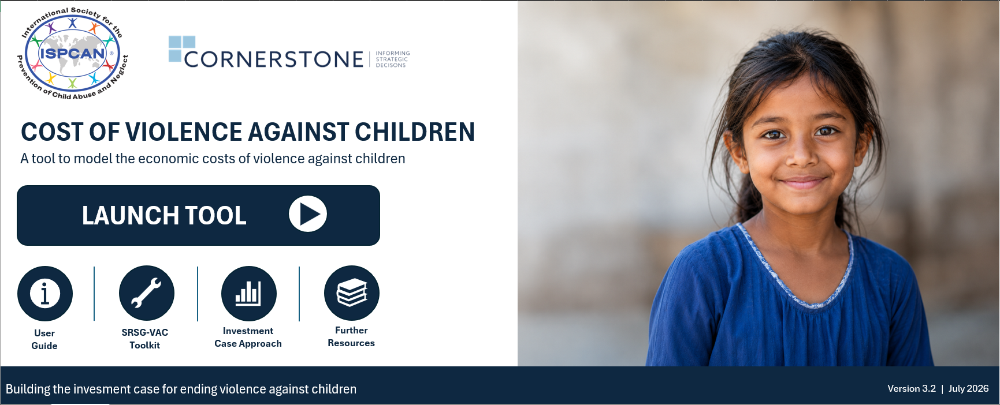 International Society for the
ISPCAN ®
Prevention of Child Abuse and Neglect
CORNERSTONE
INFORMING
STRATEGIC
DECISIONS
COST OF VIOLENCE AGAINST CHILDREN
A tool to model the economic costs of violence against children
LAUNCH TOOL
User
Guide
SRSG-VAC
Toolkit
Investment
Case Approach
Further
Resources
Building the invesment case for ending violence against children
Version 3.2 | July 2026